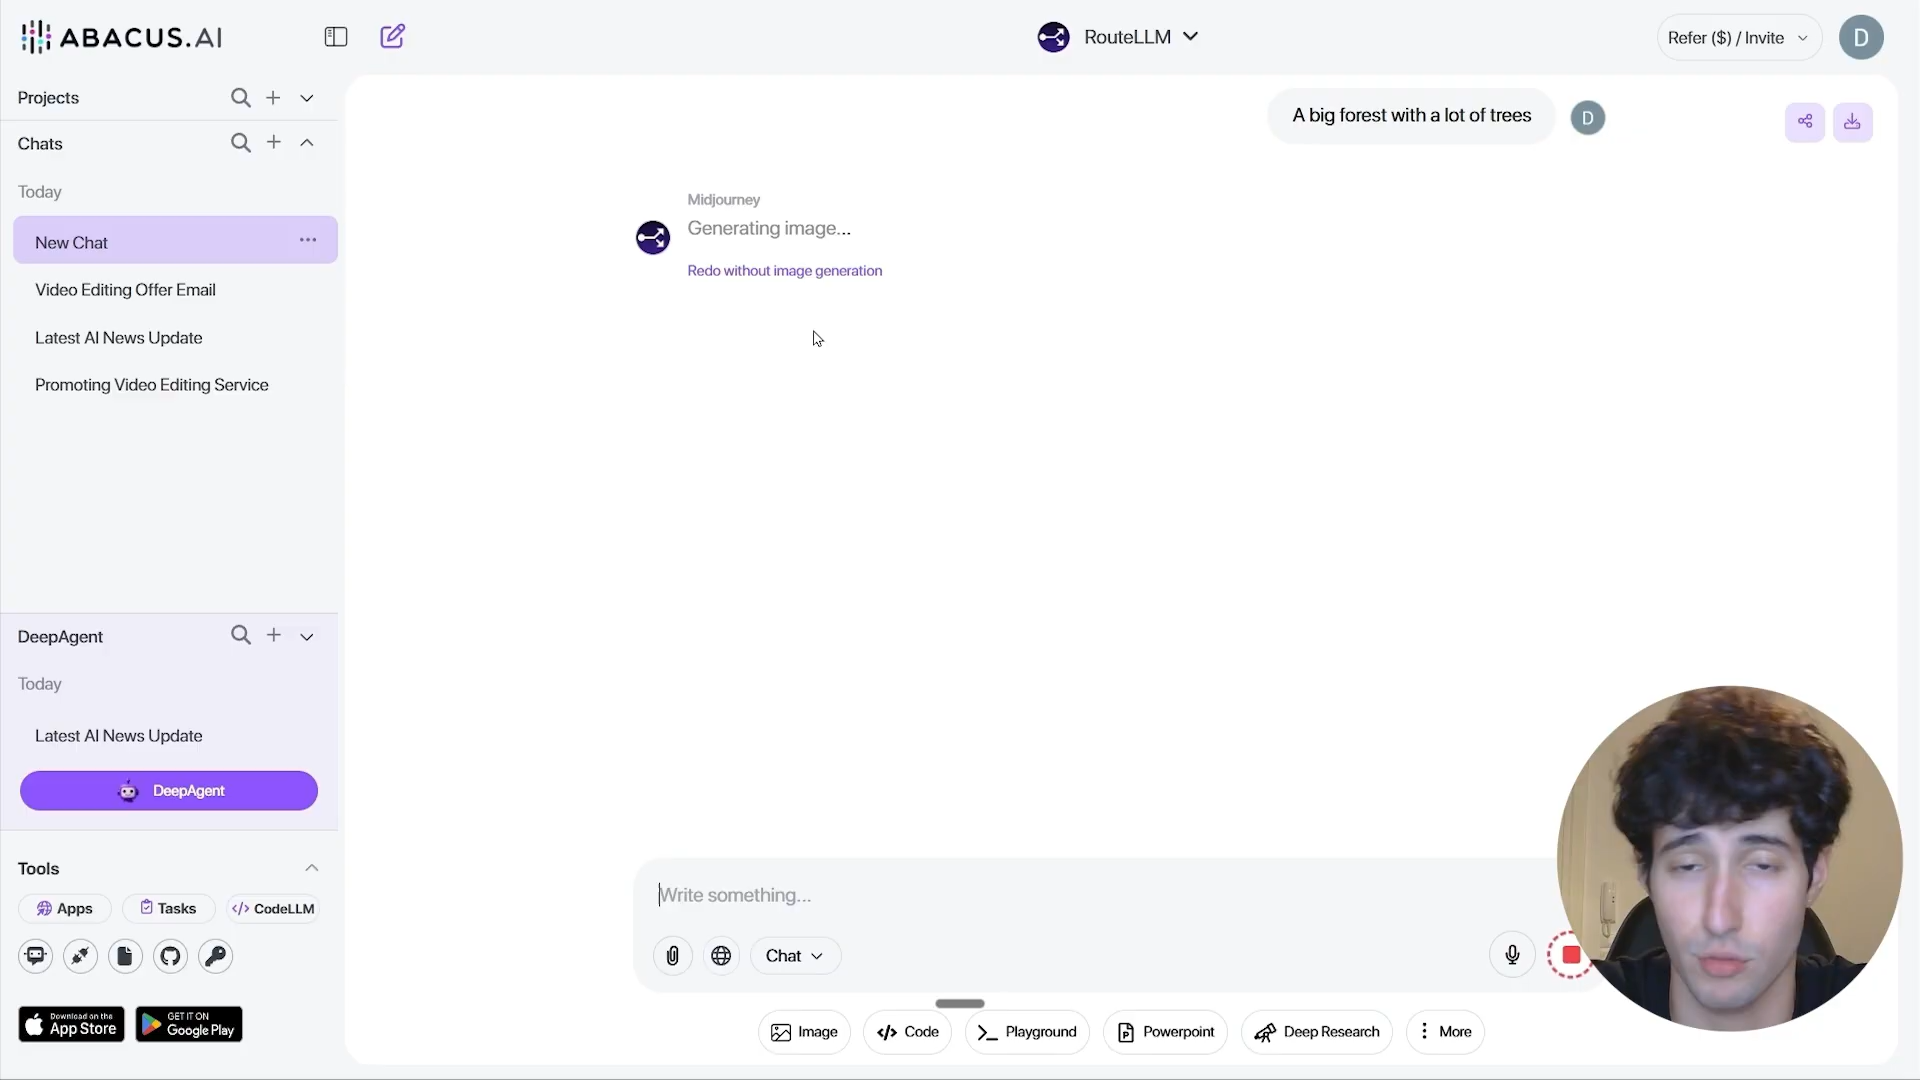 ABACUS.AI
RouteLLM
Refer ($) / Invite
D
Projects
Chats
Today
New Chat
Video Editing Offer Email
Latest AI News Update
Promoting Video Editing Service
A big forest with a lot of trees
D
Midjourney
Generating image...
Redo without image generation
DeepAgent
Today
Latest AI News Update
DeepAgent
Tools
Apps
Tasks
CodeLLM
Download on the
App Store
GET IT ON
Google Play
Write something...
Chat
Image
Code
Playground
Powerpoint
Deep Research
More